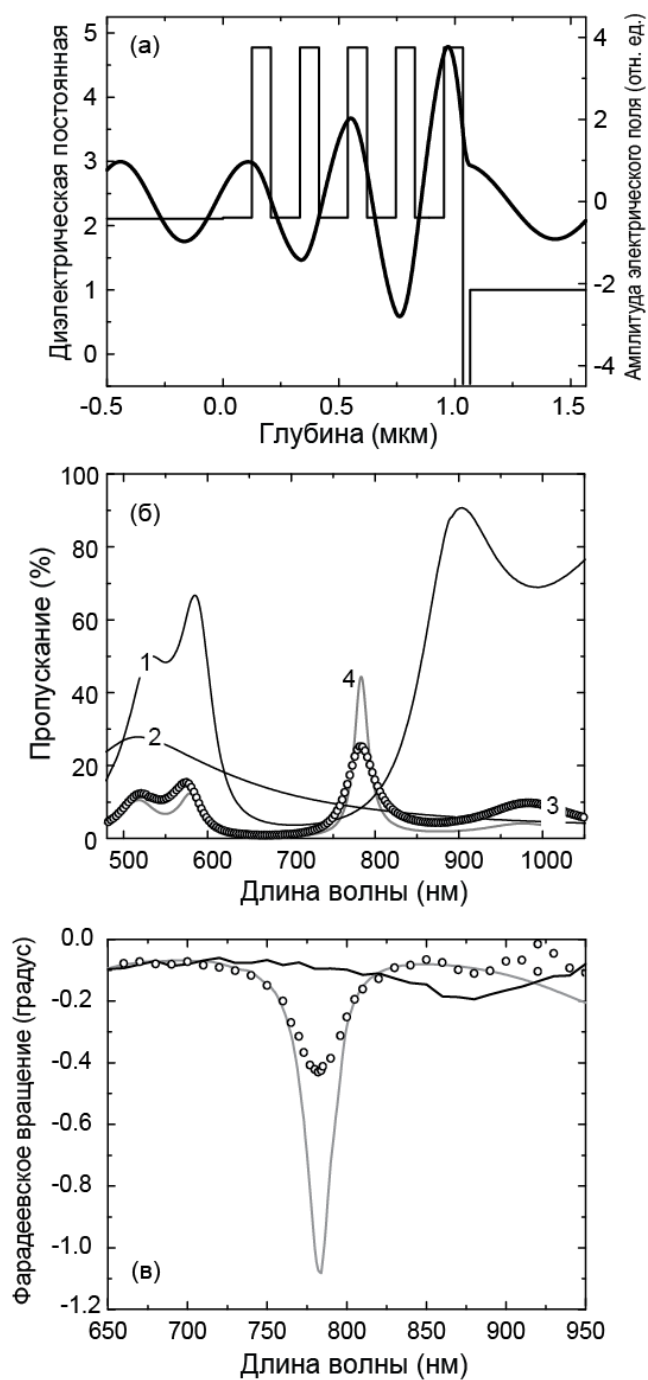 (а)
Диэлектрическая постоянная
5
4
3
2
1
0
4
2
0
-2
-4
Амплитуда электрического поля (отн. ед.)
-0.5 0.0 0.5 1.0 1.5
Глубина (мкм)
(б)
Пропускание (%)
100
80
60
40
20
0
1
2
4
3
500 600 700 800 900 1000
Длина волны (нм)
Фарадеевское вращение (градус)
0.0
-0.2
-0.4
-0.6
-0.8
-1.0
-1.2
(в)
650 700 750 800 850 900 950
Длина волны (нм)